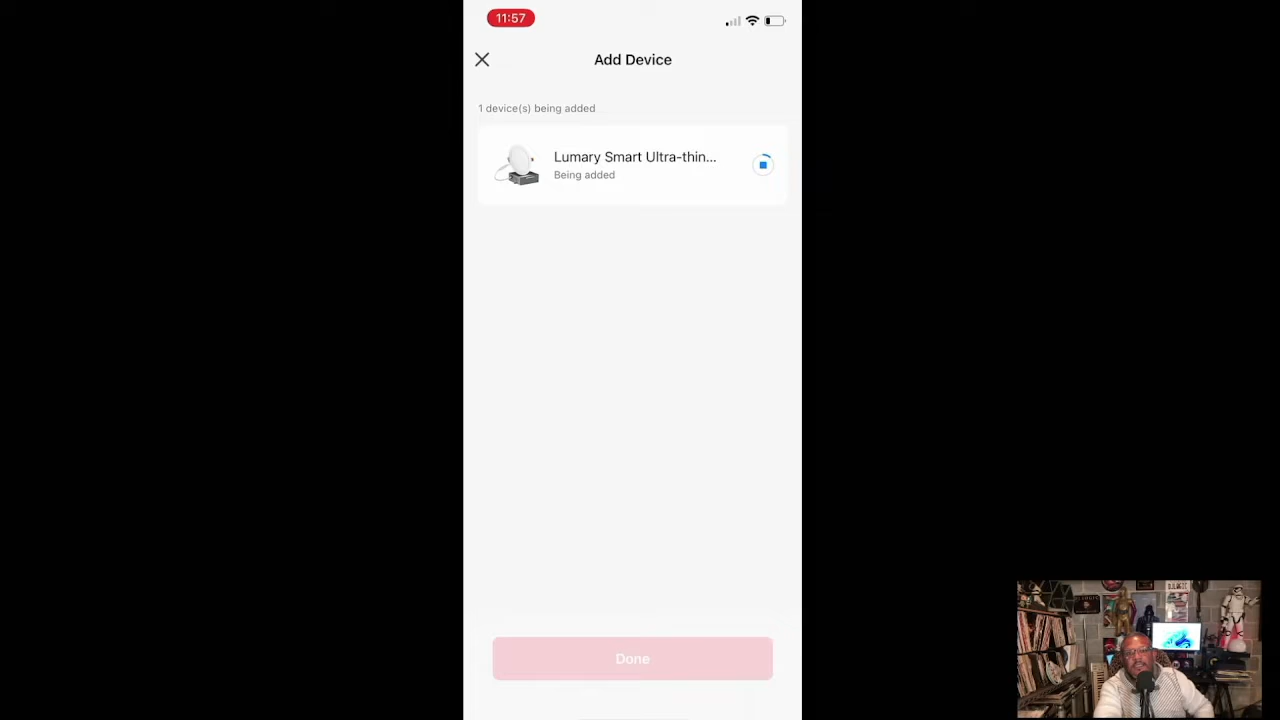 11:57
Add Device
1 device(s) being added
Lumary Smart Ultra-thin...
Being added
Done